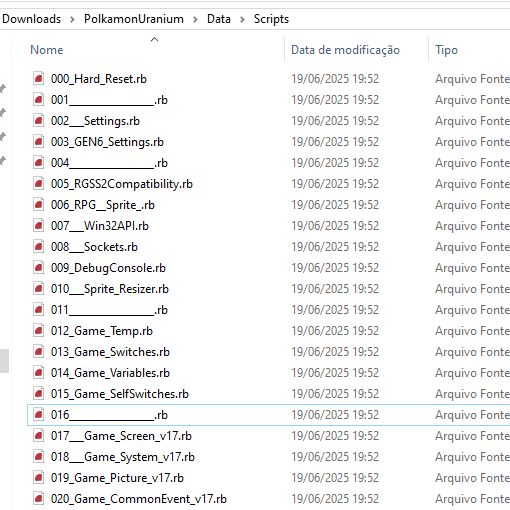 Downloads > PolkamonUranium > Data > Scripts
Nome Data de modificação Tipo
000_Hard_Reset.rb 19/06/2025 19:52 Arquivo Fonte
001_________________.rb 19/06/2025 19:52 Arquivo Fonte
002___Settings.rb 19/06/2025 19:52 Arquivo Fonte
003_GEN6_Settings.rb 19/06/2025 19:52 Arquivo Fonte
004_________________.rb 19/06/2025 19:52 Arquivo Fonte
005_RGSS2Compatibility.rb 19/06/2025 19:52 Arquivo Fonte
006_RPG__Sprite_.rb 19/06/2025 19:52 Arquivo Fonte
007___Win32API.rb 19/06/2025 19:52 Arquivo Fonte
008___Sockets.rb 19/06/2025 19:52 Arquivo Fonte
009_DebugConsole.rb 19/06/2025 19:52 Arquivo Fonte
010___Sprite_Resizer.rb 19/06/2025 19:52 Arquivo Fonte
011_________________.rb 19/06/2025 19:52 Arquivo Fonte
012_Game_Temp.rb 19/06/2025 19:52 Arquivo Fonte
013_Game_Switches.rb 19/06/2025 19:52 Arquivo Fonte
014_Game_Variables.rb 19/06/2025 19:52 Arquivo Fonte
015_Game_SelfSwitches.rb 19/06/2025 19:52 Arquivo Fonte
016_________________.rb 19/06/2025 19:52 Arquivo Fonte
017___Game_Screen_v17.rb 19/06/2025 19:52 Arquivo Fonte
018___Game_System_v17.rb 19/06/2025 19:52 Arquivo Fonte
019_Game_Picture_v17.rb 19/06/2025 19:52 Arquivo Fonte
020_Game_CommonEvent_v17.rb 19/06/2025 19:52 Arquivo Fonte